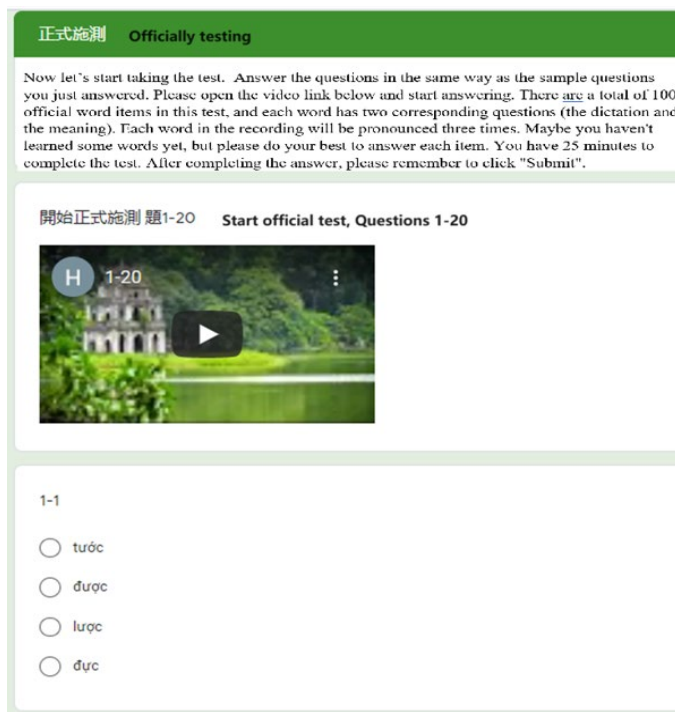 正式施測 Officially testing
Now let's start taking the test. Answer the questions in the same way as the sample questions
you just answered. Please open the video link below and start answering. There are a total of 100
official word items in this test, and each word has two corresponding questions (the dictation and
the meaning). Each word in the recording will be pronounced three times. Maybe you haven't
learned some words yet, but please do your best to answer each item. You have 25 minutes to
complete the test. After completing the answer, please remember to click "Submit".
開始正式施測 題1-20 Start official test, Questions 1-20
H 1-20
1-1
tước
được
lược
đực